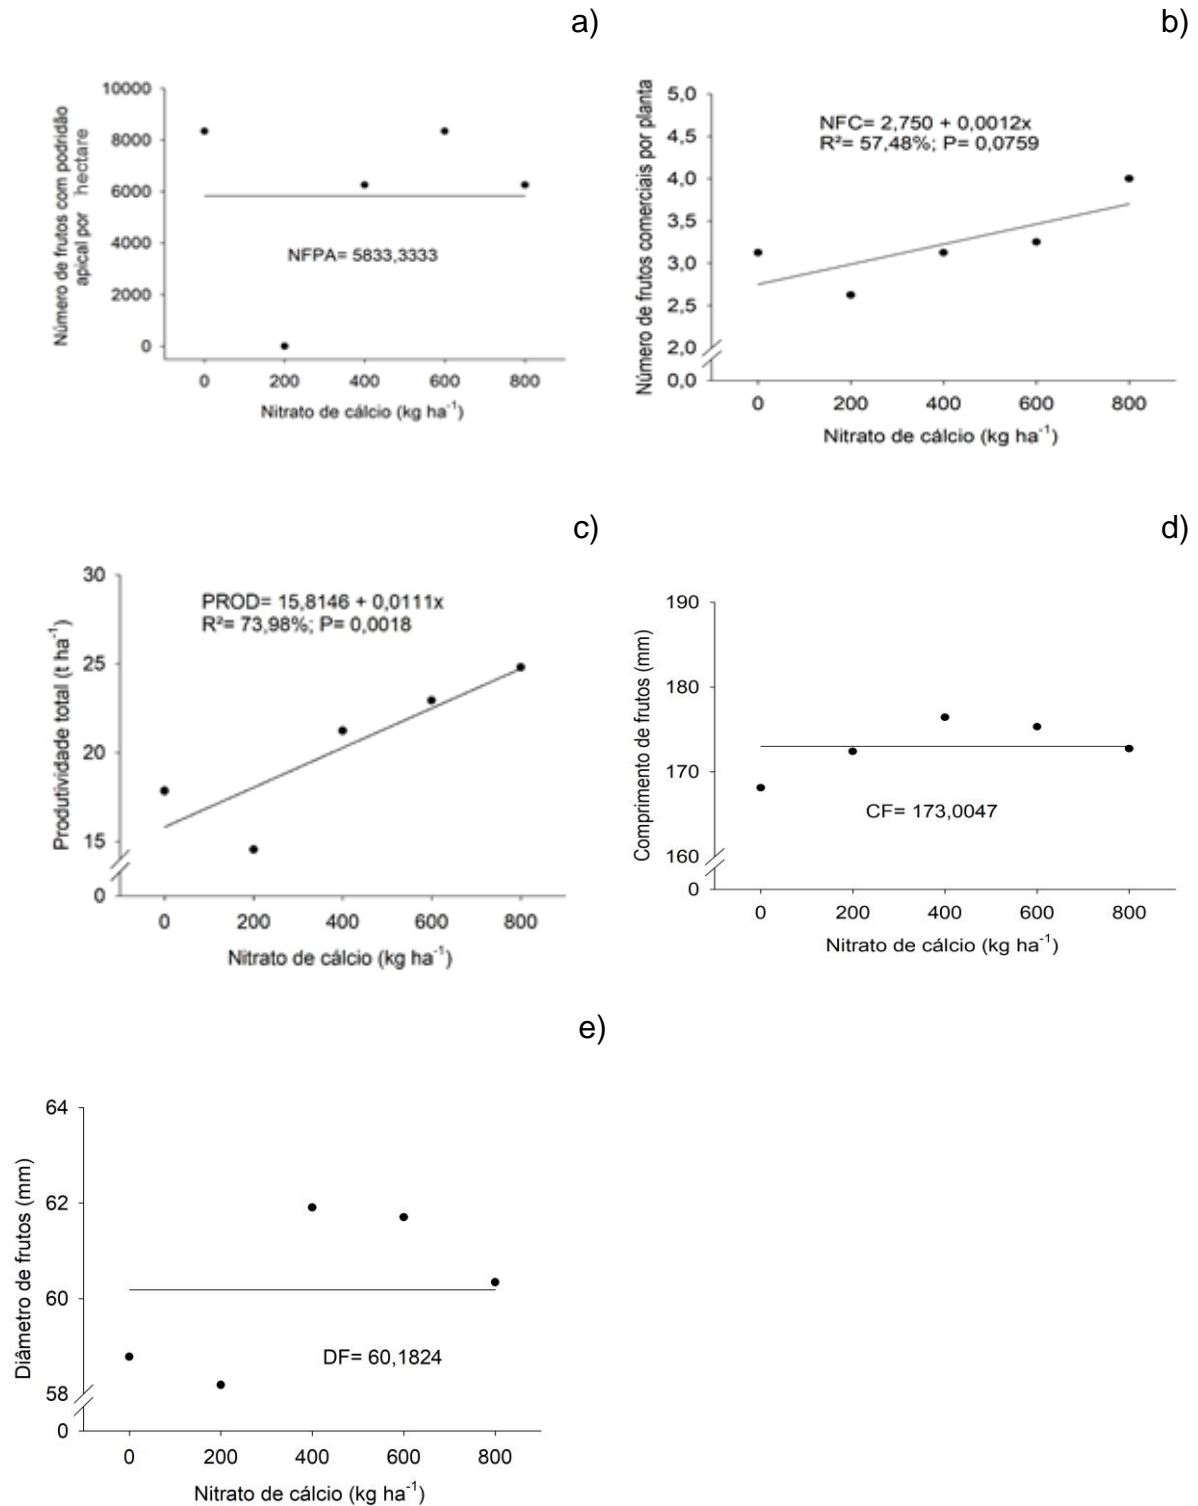 a)
Número de frutos com podridão
apical por hectare
10000
8000
6000
4000
2000
0
NFPA= 5833,3333
0 200 400 600 800
Nitrato de cálcio (kg ha-1)
b)
Número de frutos comerciais por planta
5,0
4,5
4,0
3,5
3,0
2,5
2,0
0,0
NFC= 2,750 + 0,0012x
R²= 57,48%; P= 0,0759
0 200 400 600 800
Nitrato de cálcio (kg ha-1)
c)
Produtividade total (t ha-1)
30
25
20
15
0
PROD= 15,8146 + 0,0111x
R²= 73,98%; P= 0,0018
0 200 400 600 800
Nitrato de cálcio (kg ha-1)
d)
Comprimento de frutos (mm)
190
180
170
160
0
CF= 173,0047
0 200 400 600 800
Nitrato de cálcio (kg ha-1)
e)
Diâmetro de frutos (mm)
64
62
60
58
0
DF= 60,1824
0 200 400 600 800
Nitrato de cálcio (kg ha-1)